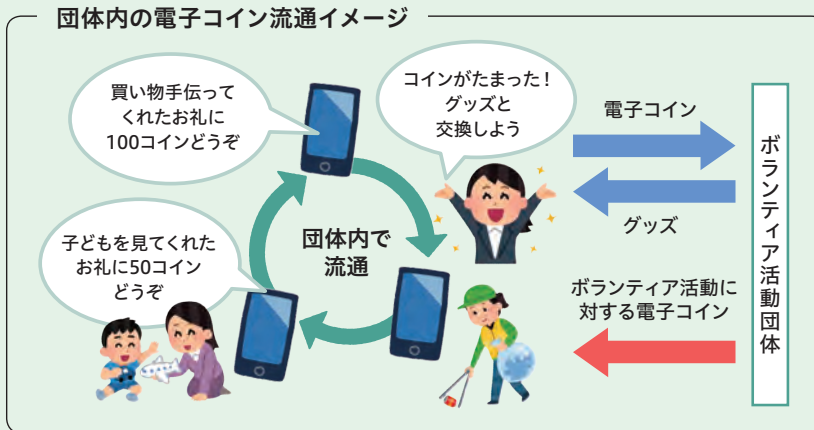 団体内の電子コイン流通イメージ
買い物手伝って
くれたお礼に
100コインどうぞ
コインがたまった！
グッズと
交換しよう
子どもを見てくれた
お礼に50コイン
どうぞ
団体内で
流通
電子コイン
グッズ
ボランティア活動に
対する電子コイン
ボランティア活動団体